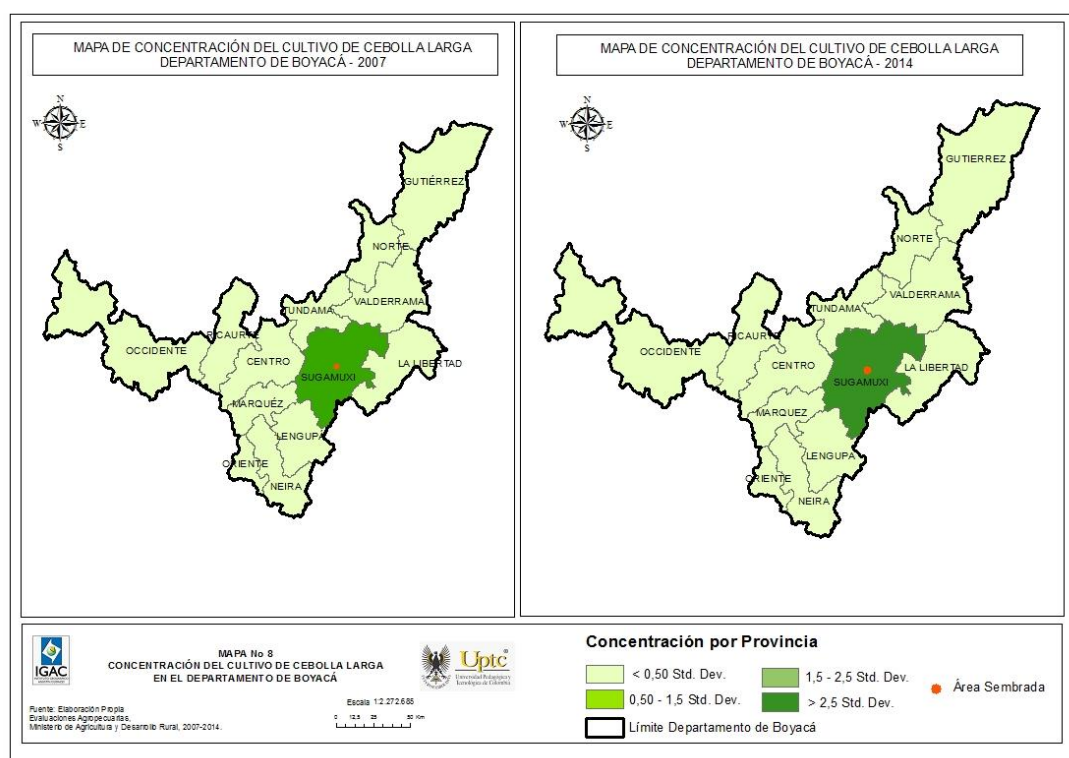 MAPA DE CONCENTRACIÓN DEL CULTIVO DE CEBOLLA LARGA
DEPARTAMENTO DE BOYACÁ - 2007
N
W E
S
GUTIÉRREZ
NORTE
VALDERRAMA
TUNDAMA
RICAURTE
OCCIDENTE
CENTRO
LA LIBERTAD
SUGAMUXI
MARQUÉZ
LENGUPA
ORIENTE
NEIRA
MAPA DE CONCENTRACIÓN DEL CULTIVO DE CEBOLLA LARGA
DEPARTAMENTO DE BOYACÁ - 2014
N
W E
S
GUTIERREZ
NORTE
VALDERRAMA
TUNDAMA
RICAURTE
OCCIDENTE
CENTRO
LA LIBERTAD
SUGAMUXI
MARQUEZ
LENGUPA
ORIENTE
NEIRA
IGAC
MAPA No 8
CONCENTRACIÓN DEL CULTIVO DE CEBOLLA LARGA
EN EL DEPARTAMENTO DE BOYACÁ
Uptc
Universidad Pedagógica y
Tecnológica de Colombia
Fuente: Elaboración Propia
Evaluaciones Agropecuarias,
Ministerio de Agricultura y Desarrollo Rural, 2007-2014.
Escala 1:2.272.685
0 12,5 25 50 Km
Concentración por Provincia
< 0,50 Std. Dev.
0,50 - 1,5 Std. Dev.
1,5 - 2,5 Std. Dev.
> 2,5 Std. Dev.
Área Sembrada
Límite Departamento de Boyacá